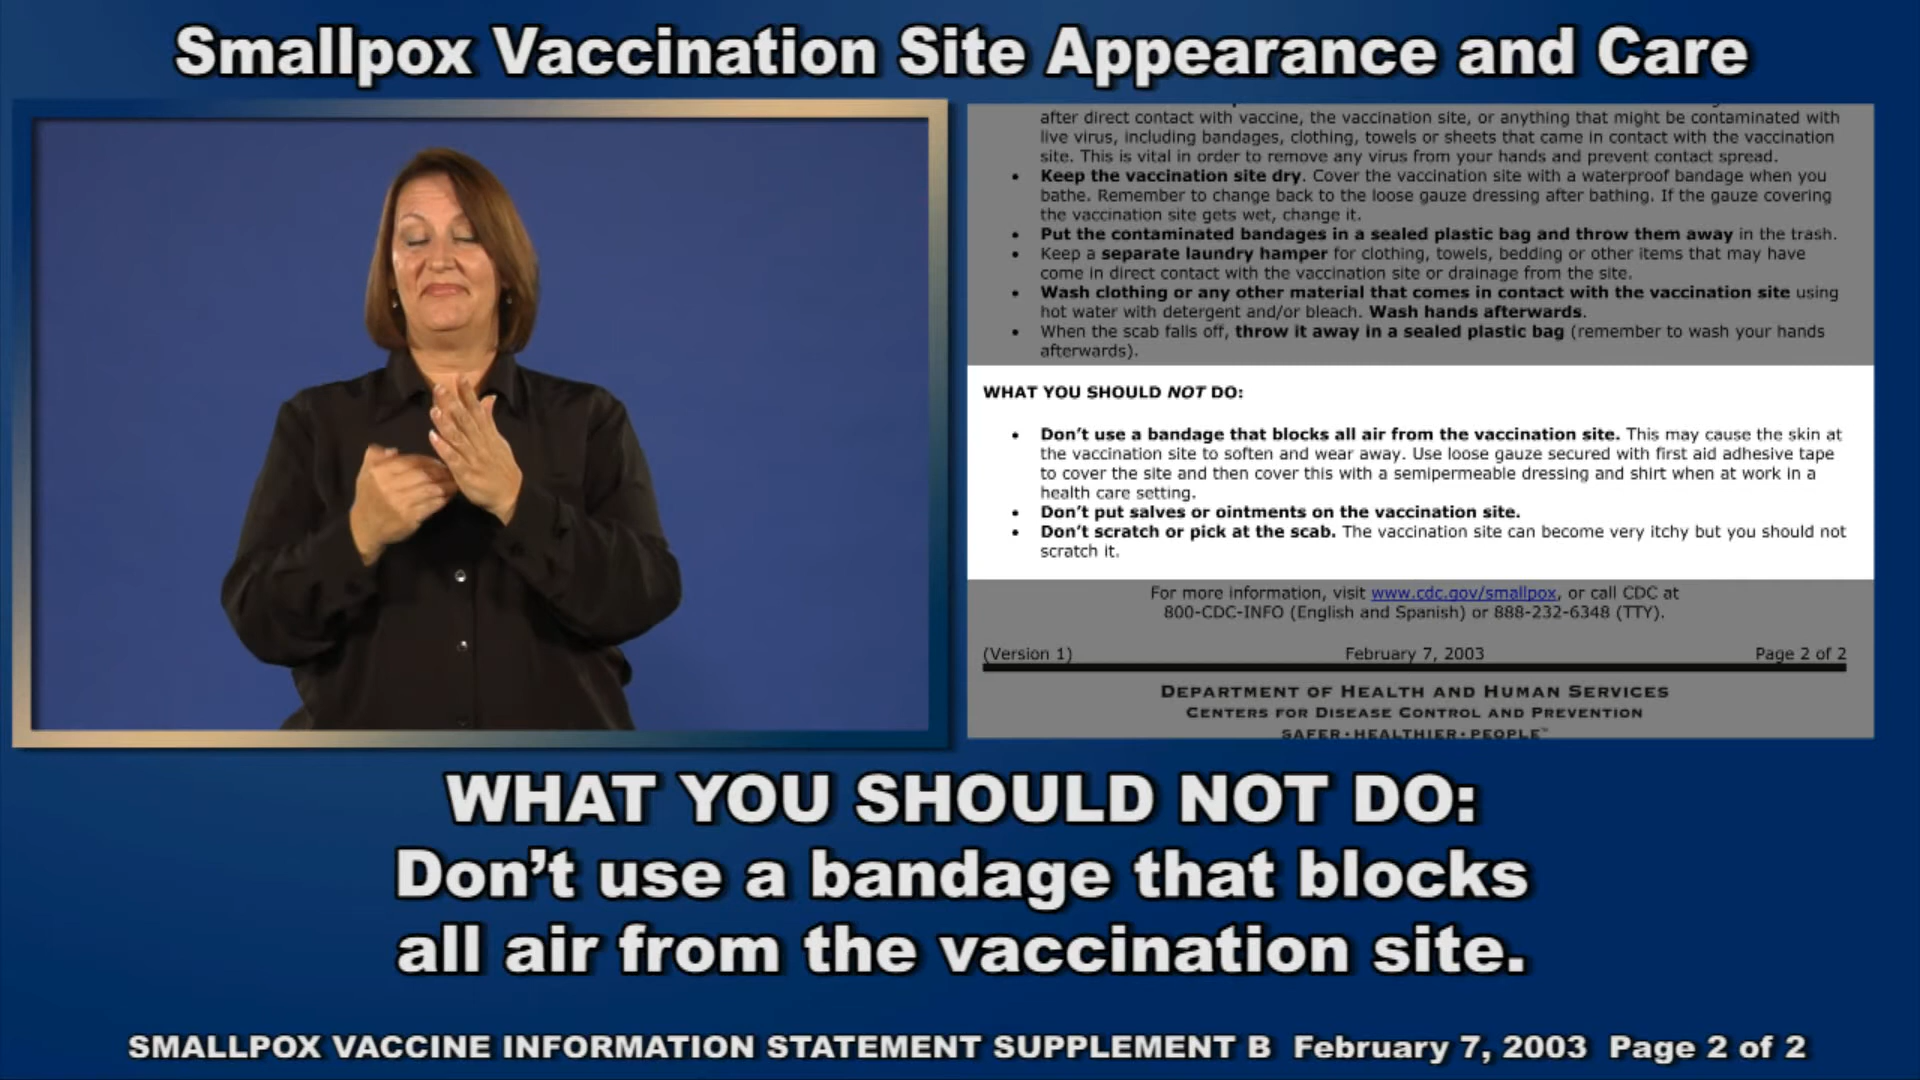 Smallpox Vaccination Site Appearance and Care
after direct contact with vaccine, the vaccination site, or anything that might be contaminated with
live virus, including bandages, clothing, towels or sheets that came in contact with the vaccination
site. This is vital in order to remove any virus from your hands and prevent contact spread.
• Keep the vaccination site dry. Cover the vaccination site with a waterproof bandage when you
bathe. Remember to change back to the loose gauze dressing after bathing. If the gauze covering
the vaccination site gets wet, change it.
• Put the contaminated bandages in a sealed plastic bag and throw them away in the trash.
• Keep a separate laundry hamper for clothing, towels, bedding or other items that may have
come in direct contact with the vaccination site or drainage from the site.
• Wash clothing or any other material that comes in contact with the vaccination site using
hot water with detergent and/or bleach. Wash hands afterwards.
• When the scab falls off, throw it away in a sealed plastic bag (remember to wash your hands
afterwards).
WHAT YOU SHOULD NOT DO:
• Don't use a bandage that blocks all air from the vaccination site. This may cause the skin at
the vaccination site to soften and wear away. Use loose gauze secured with first aid adhesive tape
to cover the site and then cover this with a semipermeable dressing and shirt when at work in a
health care setting.
• Don't put salves or ointments on the vaccination site.
• Don't scratch or pick at the scab. The vaccination site can become very itchy but you should not
scratch it.
For more information, visit www.cdc.gov/smallpox, or call CDC at
800-CDC-INFO (English and Spanish) or 888-232-6348 (TTY).
(Version 1) February 7, 2003 Page 2 of 2
DEPARTMENT OF HEALTH AND HUMAN SERVICES
CENTERS FOR DISEASE CONTROL AND PREVENTION
SAFER • HEALTHIER • PEOPLE™
WHAT YOU SHOULD NOT DO:
Don't use a bandage that blocks
all air from the vaccination site.
SMALLPOX VACCINE INFORMATION STATEMENT SUPPLEMENT B February 7, 2003 Page 2 of 2